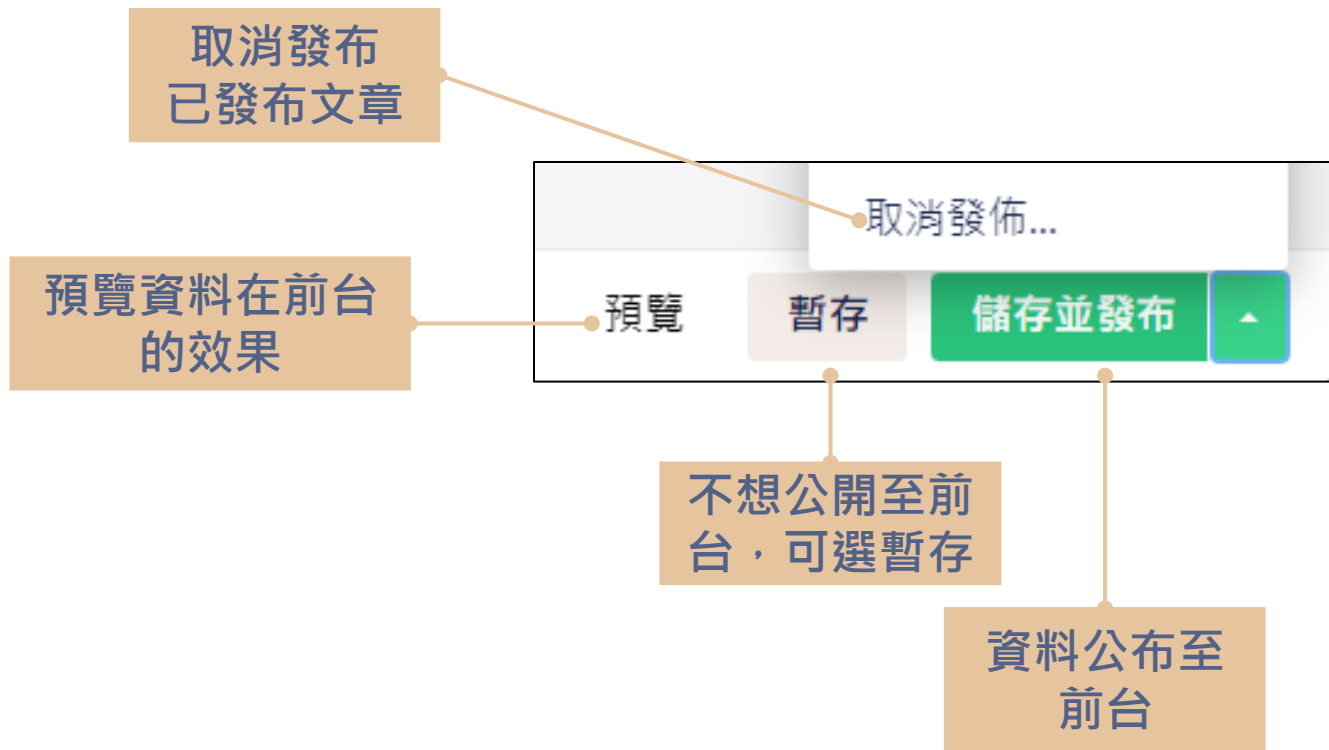 取消發布
已發布文章
取消發佈...
預覽資料在前台
的效果
預覽
暫存
儲存並發布
不想公開至前
台，可選暫存
資料公布至
前台